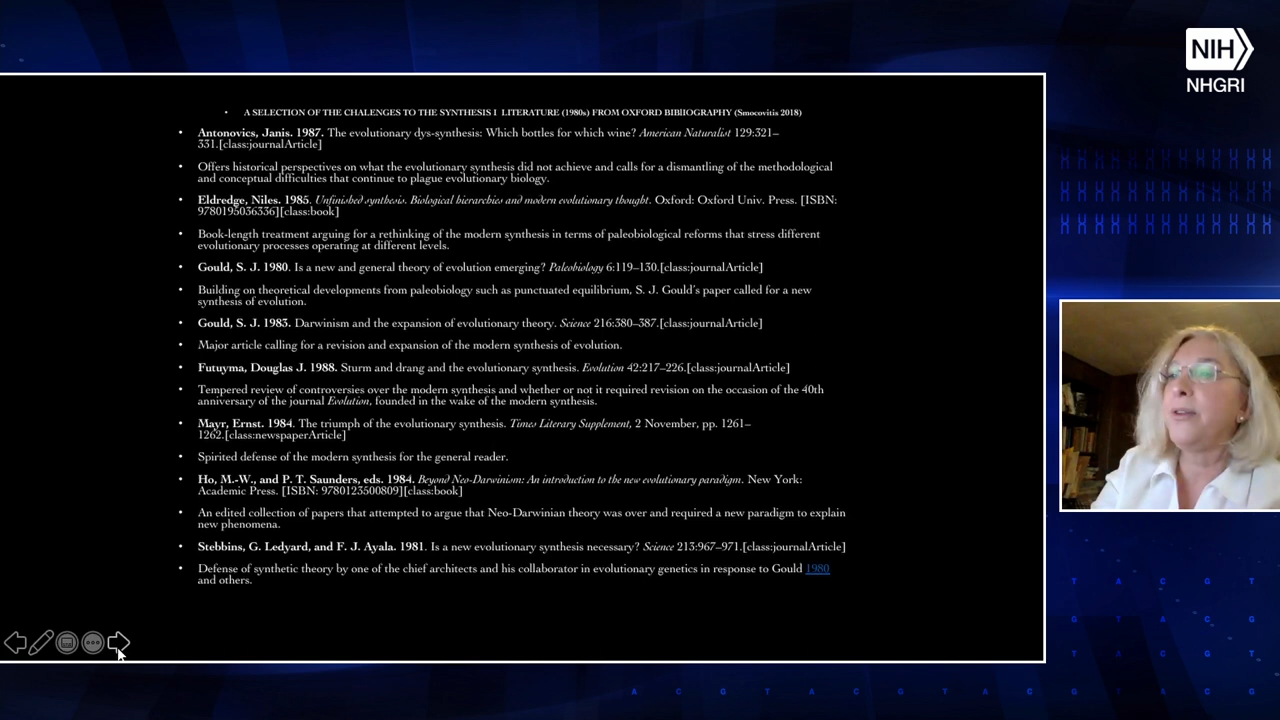 NIH
NHGRI
• A SELECTION OF THE CHALENGES TO THE SYNTHESIS I LITERATURE (1980s) FROM OXFORD BIBlIOGRAPHY (Smocovitis 2018)
• Antonovics, Janis. 1987. The evolutionary dys-synthesis: Which bottles for which wine? American Naturalist 129:321–
331.[class:journalArticle]
• Offers historical perspectives on what the evolutionary synthesis did not achieve and calls for a dismantling of the methodological
and conceptual difficulties that continue to plague evolutionary biology.
• Eldredge, Niles. 1985. Unfinished synthesis. Biological hierarchies and modern evolutionary thought. Oxford: Oxford Univ. Press. [ISBN:
9780195036336][class:book]
• Book-length treatment arguing for a rethinking of the modern synthesis in terms of paleobiological reforms that stress different
evolutionary processes operating at different levels.
• Gould, S. J. 1980. Is a new and general theory of evolution emerging? Paleobiology 6:119–130.[class:journalArticle]
• Building on theoretical developments from paleobiology such as punctuated equilibrium, S. J. Gould's paper called for a new
synthesis of evolution.
• Gould, S. J. 1983. Darwinism and the expansion of evolutionary theory. Science 216:380–387.[class:journalArticle]
• Major article calling for a revision and expansion of the modern synthesis of evolution.
• Futuyma, Douglas J. 1988. Sturm and drang and the evolutionary synthesis. Evolution 42:217–226.[class:journalArticle]
• Tempered review of controversies over the modern synthesis and whether or not it required revision on the occasion of the 40th
anniversary of the journal Evolution, founded in the wake of the modern synthesis.
• Mayr, Ernst. 1984. The triumph of the evolutionary synthesis. Times Literary Supplement, 2 November, pp. 1261–
1262.[class:newspaperArticle]
• Spirited defense of the modern synthesis for the general reader.
• Ho, M.-W., and P. T. Saunders, eds. 1984. Beyond Neo-Darwinism: An introduction to the new evolutionary paradigm. New York:
Academic Press. [ISBN: 9780123500809][class:book]
• An edited collection of papers that attempted to argue that Neo-Darwinian theory was over and required a new paradigm to explain
new phenomena.
• Stebbins, G. Ledyard, and F. J. Ayala. 1981. Is a new evolutionary synthesis necessary? Science 213:967–971.[class:journalArticle]
• Defense of synthetic theory by one of the chief architects and his collaborator in evolutionary genetics in response to Gould 1980
and others.
T A C G T
G T A C G
T A C G T
A C G T A C G T A C G T A C G